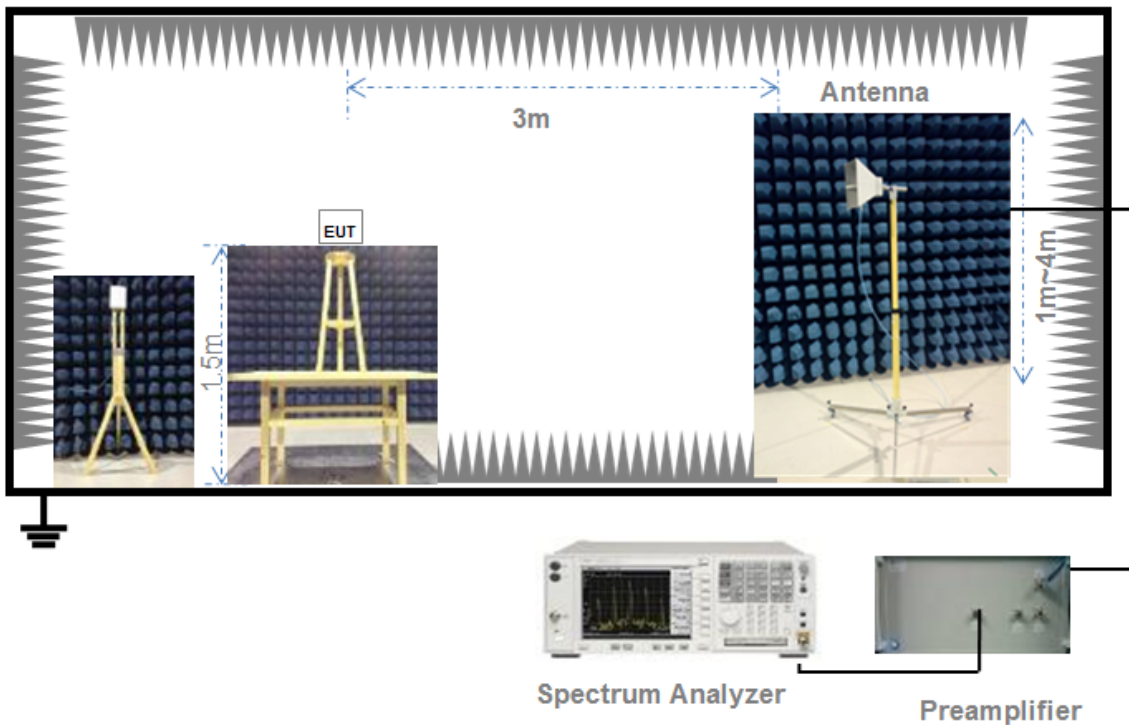 Antenna
3m
EUT
1.5m
1m~4m
Spectrum Analyzer
Preamplifier